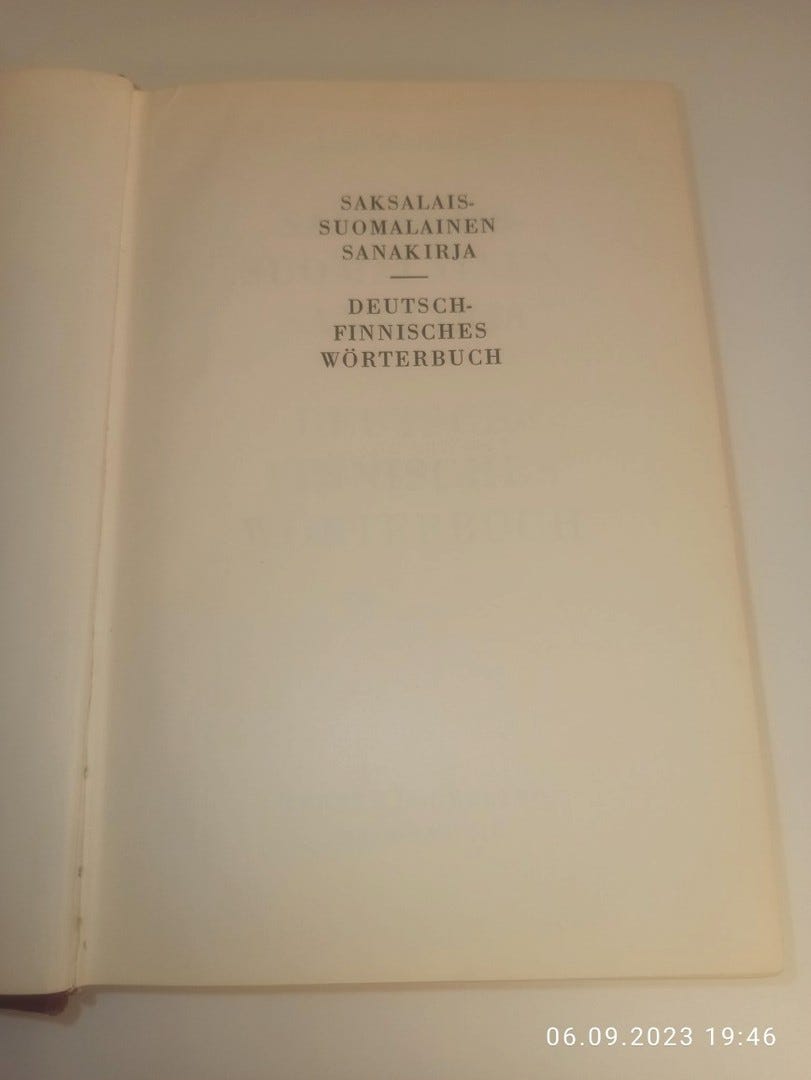 SAKSALAIS-
SUOMALAINEN
SANAKIRJA
DEUTSCH-
FINNISCHES
WÖRTERBUCH
06.09.2023 19:46